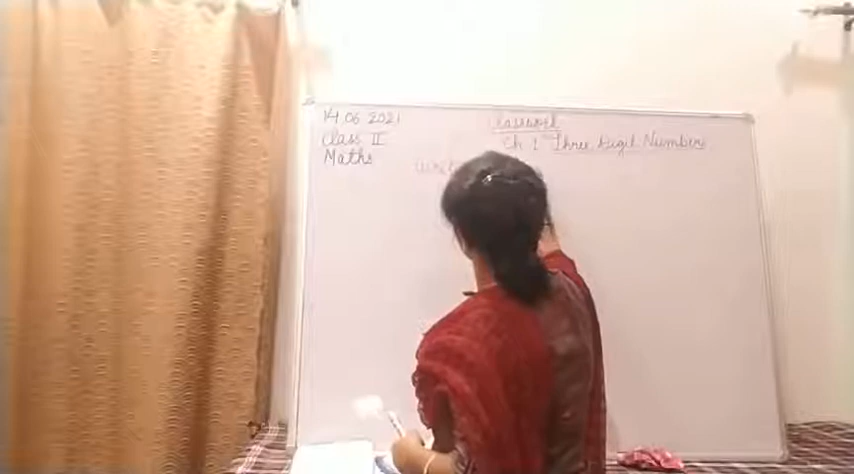 14.06.2021
Classwork
Class II
Ch 1 Three Digit Numbers
Maths